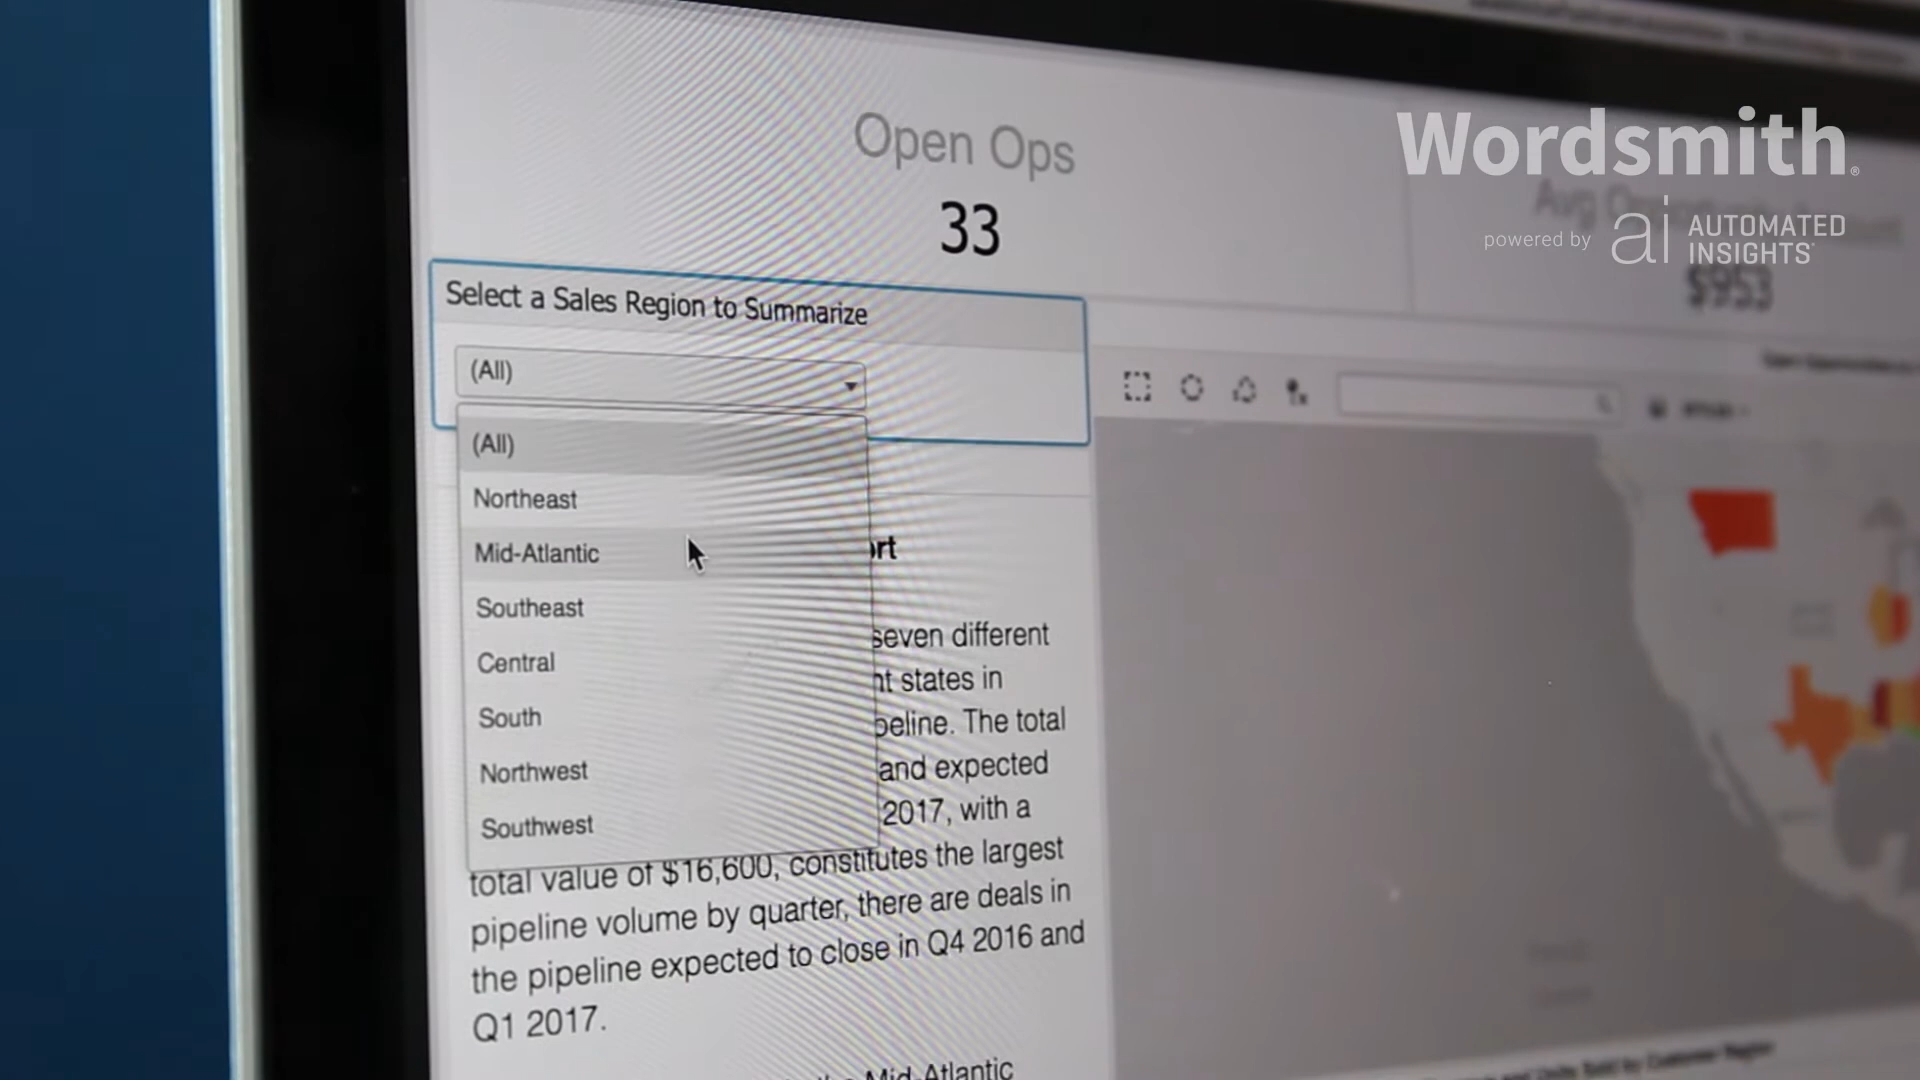 Open Ops
33
Wordsmith®
powered by ai AUTOMATED INSIGHTS
$953
Select a Sales Region to Summarize
(All)
(All)
Northeast
Mid-Atlantic
Southeast
Central
South
Northwest
Southwest
seven different
states in
The total
and expected
2017, with a
total value of $16,600, constitutes the largest
pipeline volume by quarter, there are deals in
the pipeline expected to close in Q4 2016 and
Q1 2017.
Mid-Atlantic